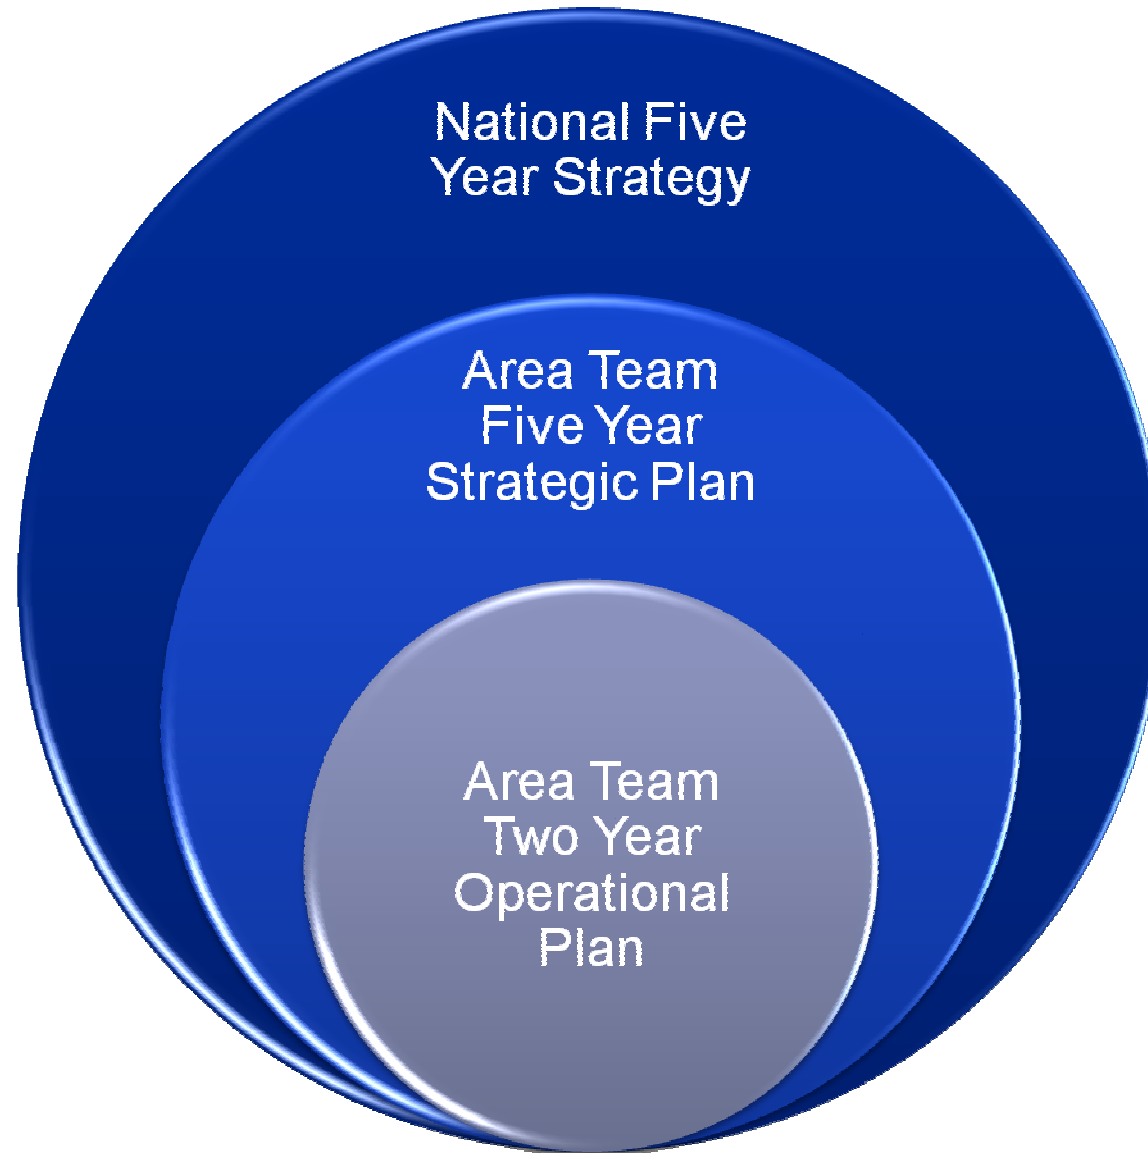 National Five
Year Strategy
Area Team
Five Year
Strategic Plan
Area Team
Two Year
Operational
Plan